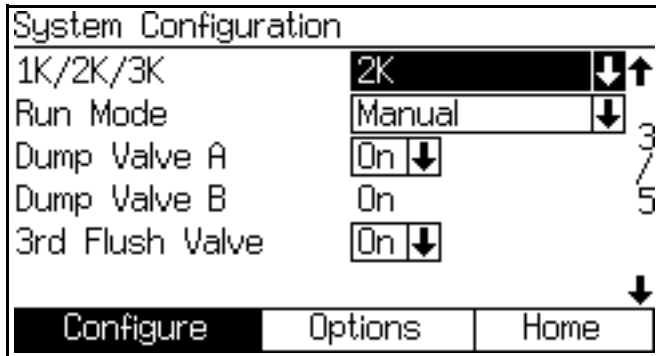 System Configuration
1K/2K/3K 2K
Run Mode Manual
Dump Valve A On
Dump Valve B On
3rd Flush Valve On
3/5
Configure Options Home